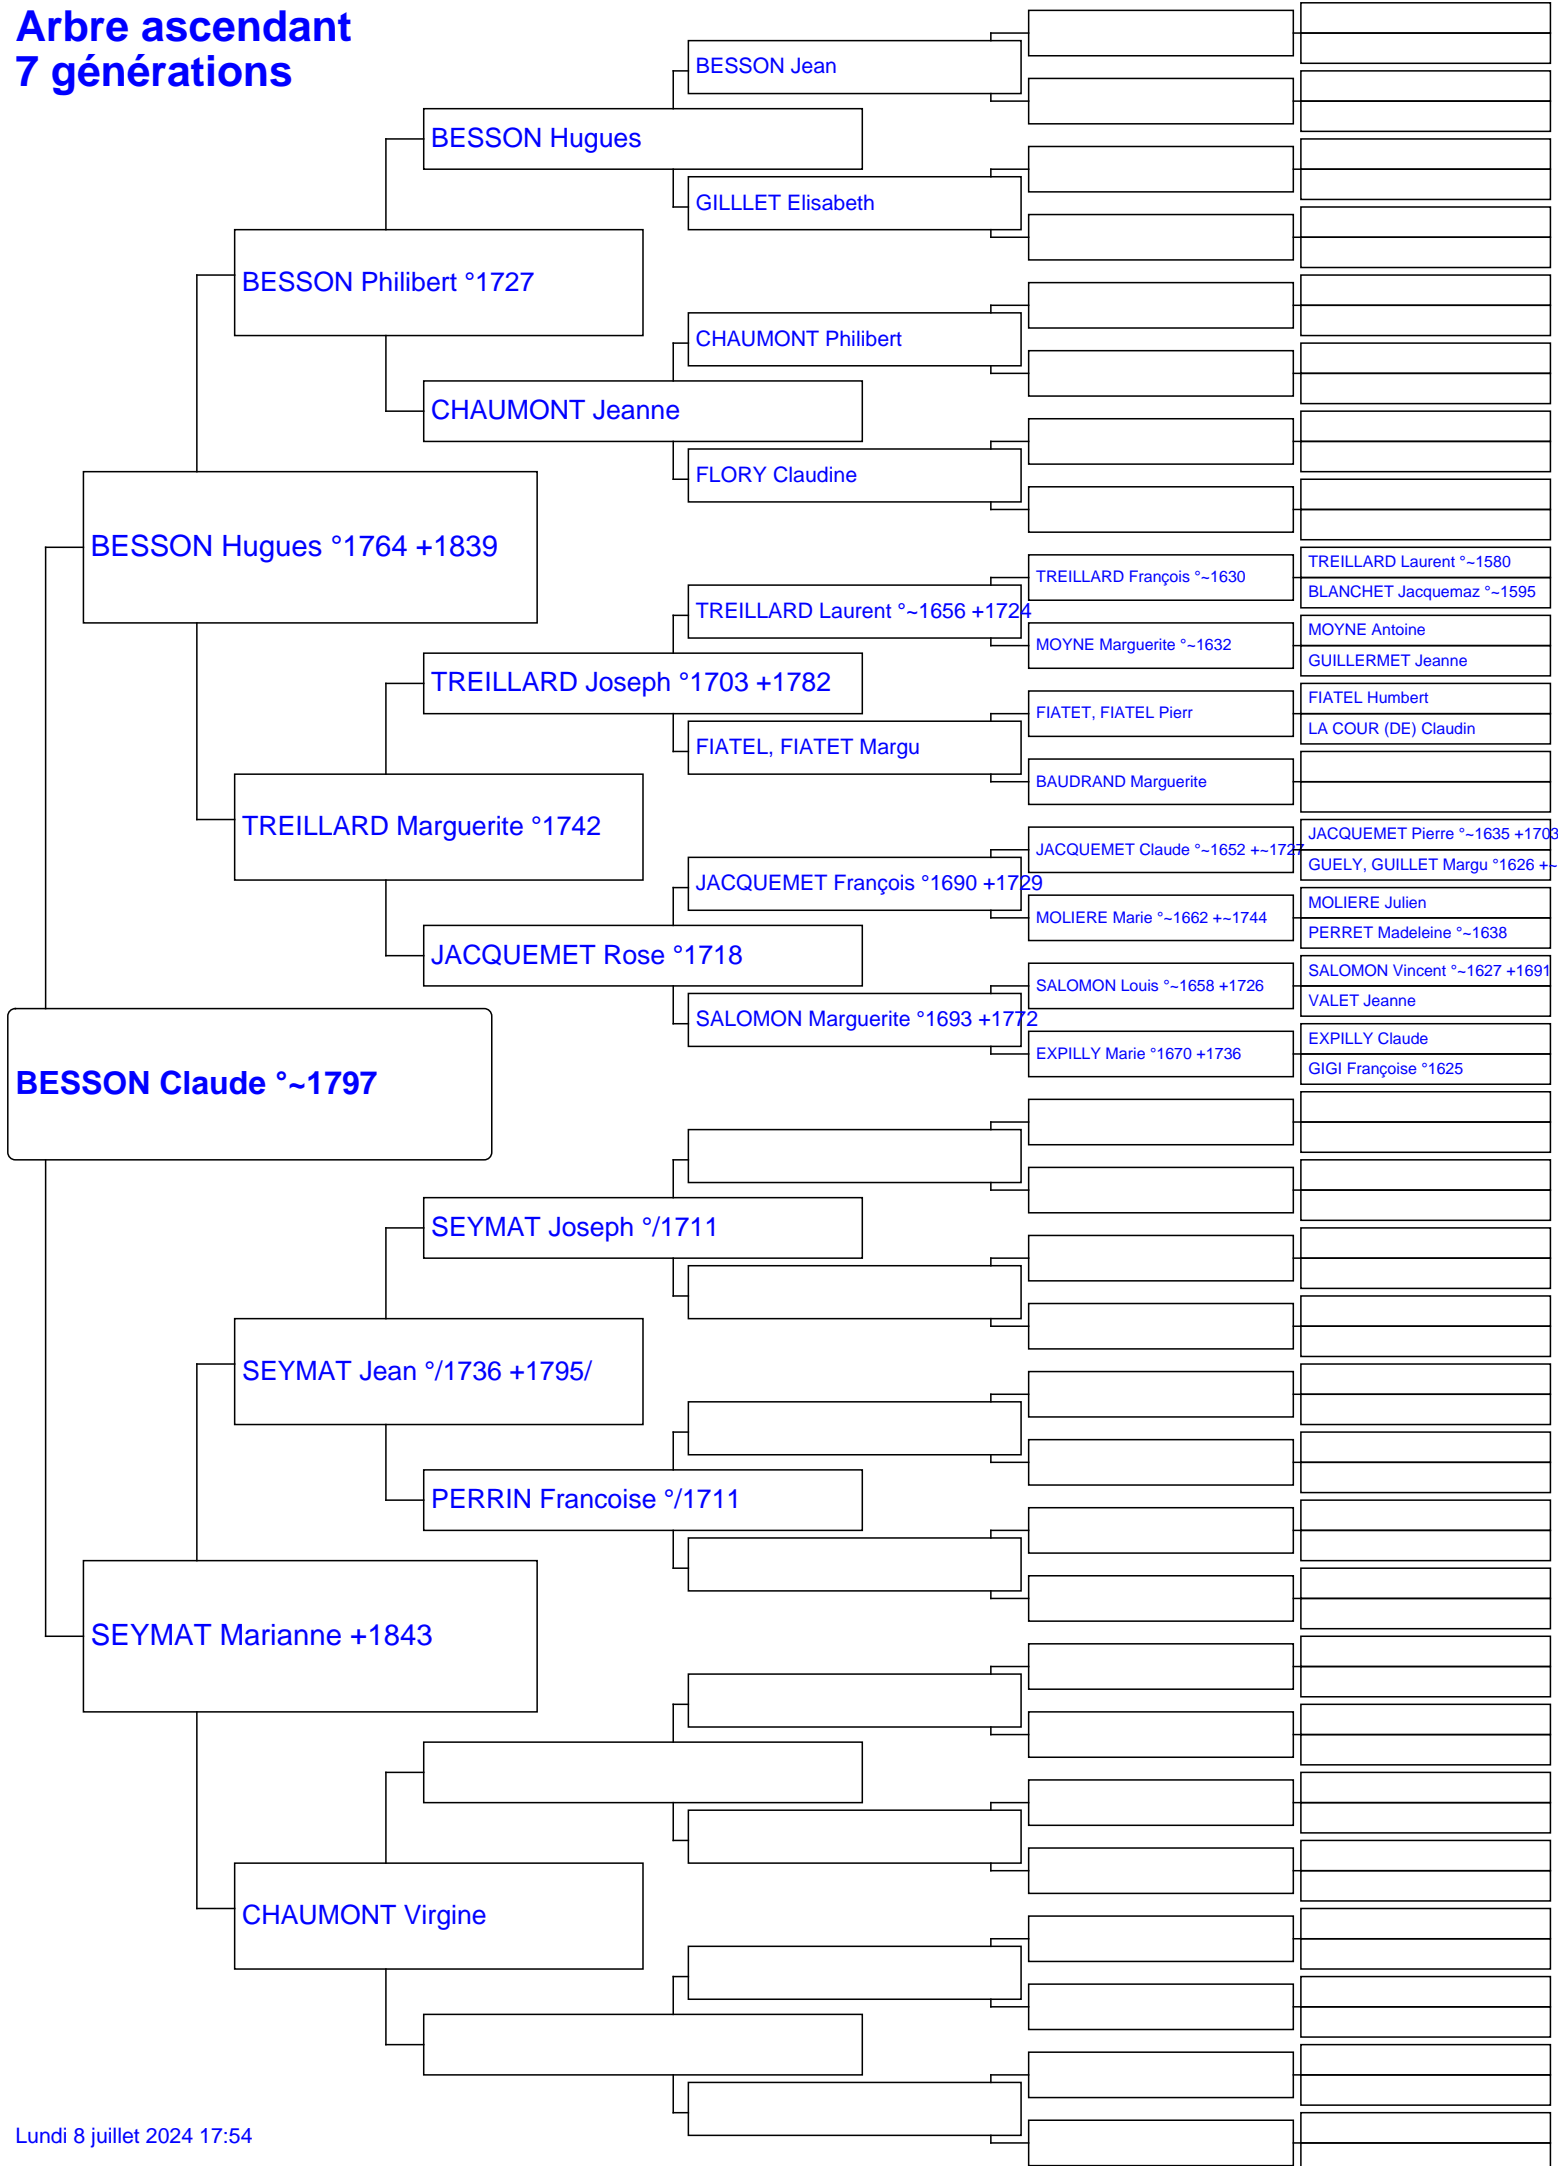 Arbre ascendant
7 générations
BESSON Claude °~1797
BESSON Hugues °1764 +1839
SEYMAT Marianne +1843
BESSON Philibert °1727
TREILLARD Marguerite °1742
SEYMAT Jean °/1736 +1795/
CHAUMONT Virgine
BESSON Hugues
CHAUMONT Jeanne
TREILLARD Joseph °1703 +1782
JACQUEMET Rose °1718
SEYMAT Joseph °/1711
PERRIN Francoise °/1711
BESSON Jean
GILLLET Elisabeth
CHAUMONT Philibert
FLORY Claudine
TREILLARD Laurent °~1656 +1724
FIATEL, FIATET Margu
JACQUEMET François °1690 +1729
SALOMON Marguerite °1693 +1772
TREILLARD François °~1630
MOYNE Marguerite °~1632
FIATET, FIATEL Pierr
BAUDRAND Marguerite
JACQUEMET Claude °~1652 +~1727
MOLIERE Marie °~1662 +~1744
SALOMON Louis °~1658 +1726
EXPILLY Marie °1670 +1736
TREILLARD Laurent °~1580
BLANCHET Jacquemaz °~1595
MOYNE Antoine
GUILLERMET Jeanne
FIATEL Humbert
LA COUR (DE) Claudin
JACQUEMET Pierre °~1635 +1703
GUELY, GUILLET Margu °1626 +~
MOLIERE Julien
PERRET Madeleine °~1638
SALOMON Vincent °~1627 +1691
VALET Jeanne
EXPILLY Claude
GIGI Françoise °1625
Lundi 8 juillet 2024 17:54